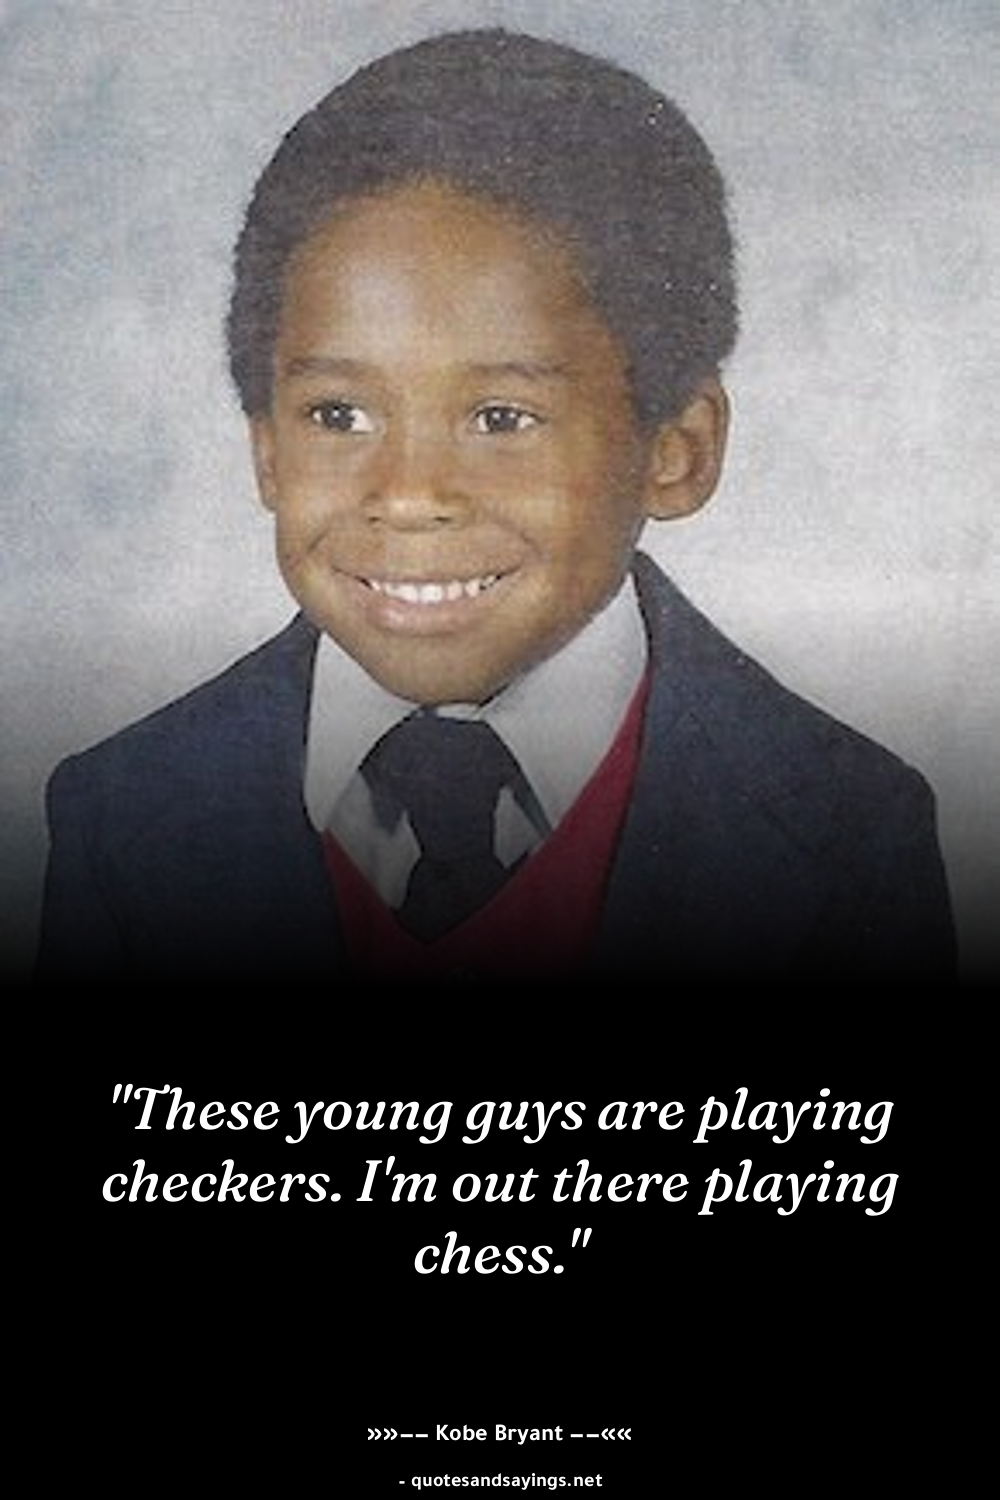 "These young guys are playing
checkers. I'm out there playing
chess."
»»−− Kobe Bryant −−««
- quotesandsayings.net